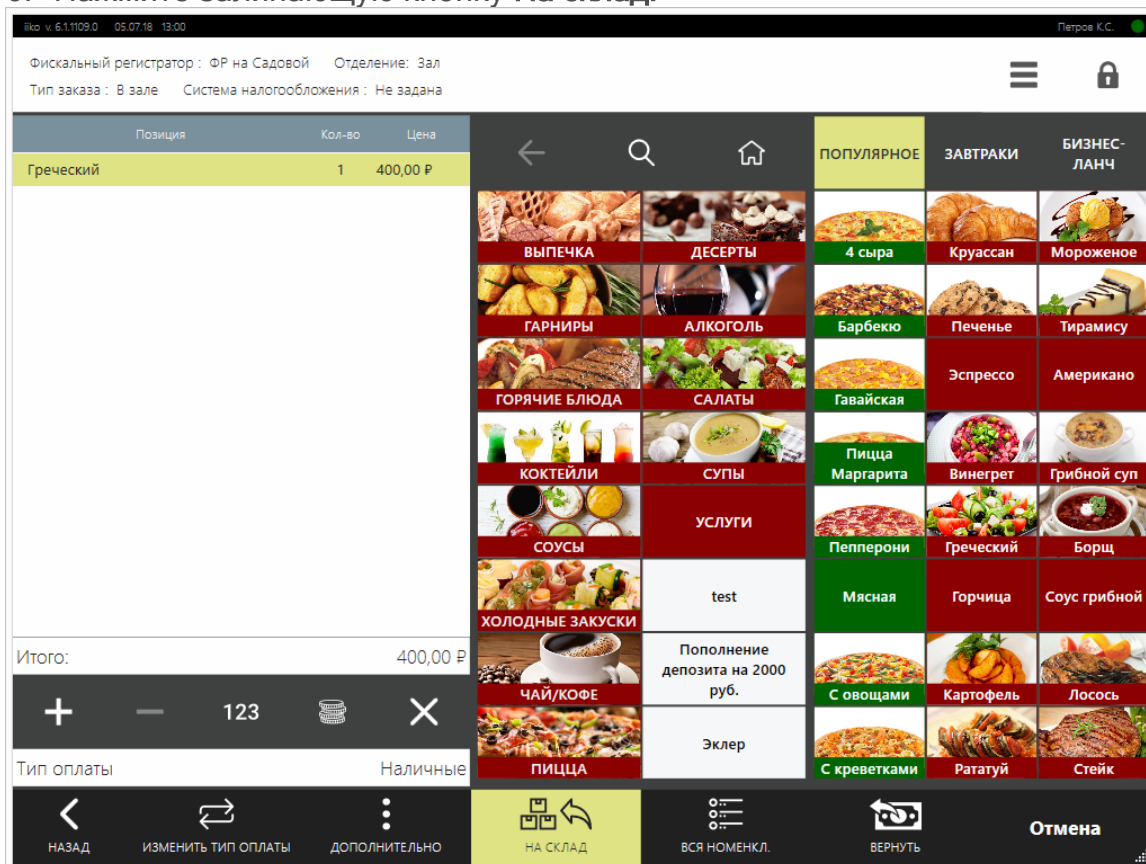 Нажмите залипающую кнопку На склад.
iiko v. 6.1.1109.0 05.07.18 13:00 Петров К.С.
Фискальный регистратор : ФР на Садовой Отделение: Зал
Тип заказа : В зале Система налогообложения : Не задана
Позиция Кол-во Цена
Греческий 1 400,00 ₽
Итого: 400,00 ₽
123
Тип оплаты Наличные
ПОПУЛЯРНОЕ ЗАВТРАКИ БИЗНЕС-
ЛАНЧ
ВЫПЕЧКА ДЕСЕРТЫ 4 сыра Круассан Мороженое
ГАРНИРЫ АЛКОГОЛЬ Барбекю Печенье Тирамису
ГОРЯЧИЕ БЛЮДА САЛАТЫ Гавайская Эспрессо Американо
КОКТЕЙЛИ СУПЫ Пицца
Маргарита Винегрет Грибной суп
СОУСЫ УСЛУГИ Пепперони Греческий Борщ
ХОЛОДНЫЕ ЗАКУСКИ test Мясная Горчица Соус грибной
ЧАЙ/КОФЕ Пополнение
депозита на 2000
руб. С овощами Картофель Лосось
ПИЦЦА Эклер С креветками Рататуй Стейк
НАЗАД ИЗМЕНИТЬ ТИП ОПЛАТЫ ДОПОЛНИТЕЛЬНО НА СКЛАД ВСЯ НОМЕНКЛ. ВЕРНУТЬ Отмена